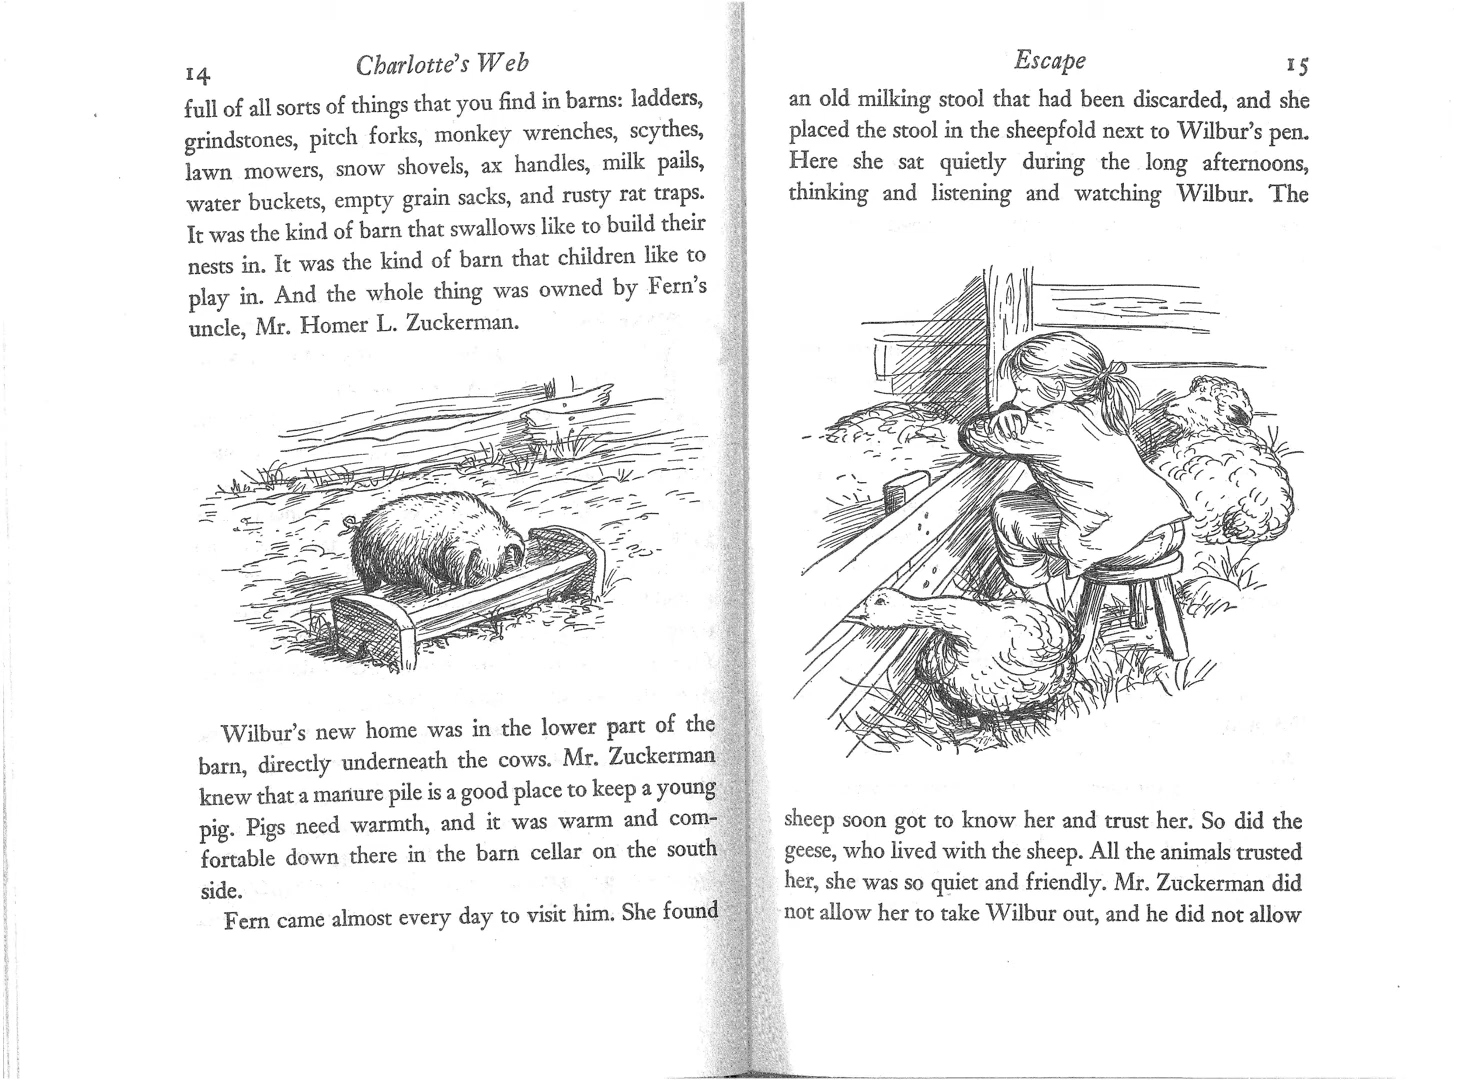 14
Charlotte's Web
full of all sorts of things that you find in barns: ladders,
grindstones, pitch forks, monkey wrenches, scythes,
lawn mowers, snow shovels, ax handles, milk pails,
water buckets, empty grain sacks, and rusty rat traps.
It was the kind of barn that swallows like to build their
nests in. It was the kind of barn that children like to
play in. And the whole thing was owned by Fern's
uncle, Mr. Homer L. Zuckerman.
Wilbur's new home was in the lower part of the
barn, directly underneath the cows. Mr. Zuckerman
knew that a manure pile is a good place to keep a young
pig. Pigs need warmth, and it was warm and com-
fortable down there in the barn cellar on the south
side.
Fern came almost every day to visit him. She found
Escape
15
an old milking stool that had been discarded, and she
placed the stool in the sheepfold next to Wilbur's pen.
Here she sat quietly during the long afternoons,
thinking and listening and watching Wilbur. The
sheep soon got to know her and trust her. So did the
geese, who lived with the sheep. All the animals trusted
her, she was so quiet and friendly. Mr. Zuckerman did
not allow her to take Wilbur out, and he did not allow